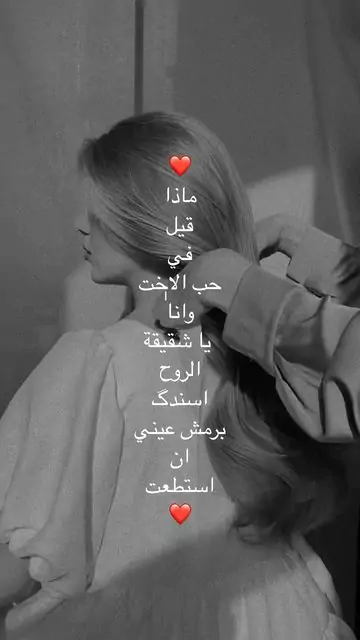 ❤️
ماذا
قيل
في
حب الاخت
وانا
يا شقيقة
الروح
اسندگ
برمش عيني
ان
استطعت
❤️